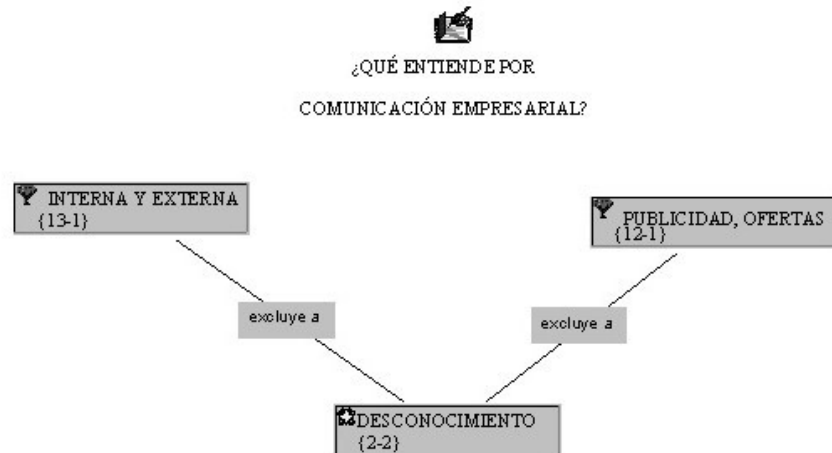 ¿QUÉ ENTIENDE POR
COMUNICACIÓN EMPRESARIAL?
INTERNA Y EXTERNA
{13-1}
PUBLICIDAD, OFERTAS
{12-1}
excluye a
excluye a
DESCONOCIMIENTO
{2-2}